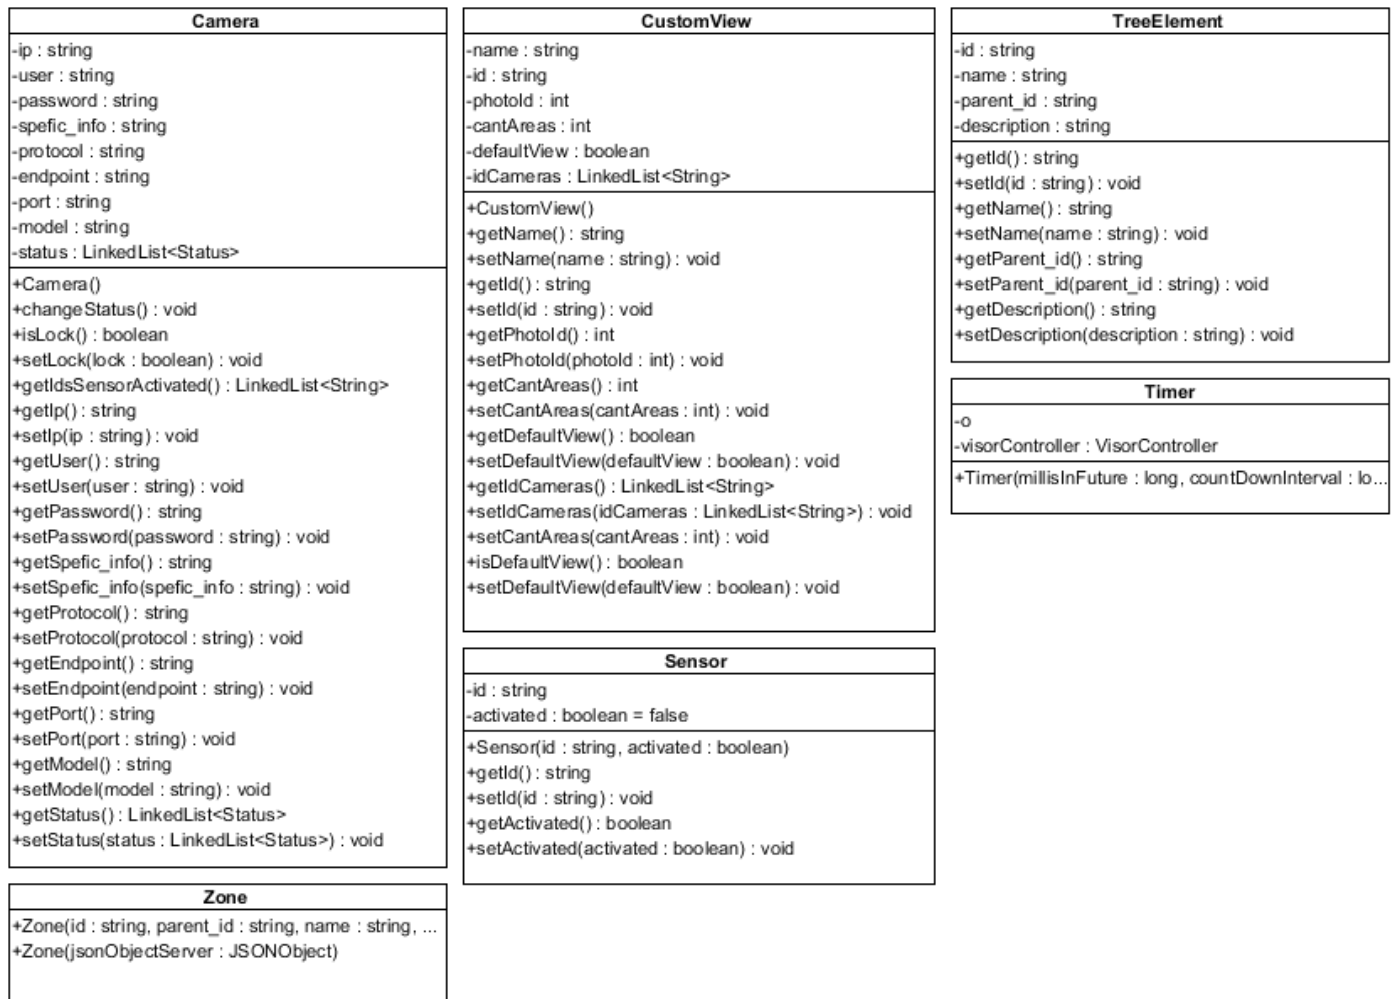 Camera
-ip : string
-user : string
-password : string
-spefic_info : string
-protocol : string
-endpoint : string
-port : string
-model : string
-status : LinkedList<Status>
+Camera()
+changeStatus() : void
+isLock() : boolean
+setLock(lock : boolean) : void
+getIdsSensorActivated() : LinkedList<String>
+getIp() : string
+setIp(ip : string) : void
+getUser() : string
+setUser(user : string) : void
+getPassword() : string
+setPassword(password : string) : void
+getSpefic_info() : string
+setSpefic_info(spefic_info : string) : void
+getProtocol() : string
+setProtocol(protocol : string) : void
+getEndpoint() : string
+setEndpoint(endpoint : string) : void
+getPort() : string
+setPort(port : string) : void
+getModel() : string
+setModel(model : string) : void
+getStatus() : LinkedList<Status>
+setStatus(status : LinkedList<Status>) : void
Zone
+Zone(id : string, parent_id : string, name : string, ...
+Zone(jsonObjectServer : JSONObject)
CustomView
-name : string
-id : string
-photoId : int
-cantAreas : int
-defaultView : boolean
-idCameras : LinkedList<String>
+CustomView()
+getName() : string
+setName(name : string) : void
+getId() : string
+setId(id : string) : void
+getPhotoId() : int
+setPhotoId(photoId : int) : void
+getCantAreas() : int
+setCantAreas(cantAreas : int) : void
+getDefaultView() : boolean
+setDefaultView(defaultView : boolean) : void
+getIdCameras() : LinkedList<String>
+setIdCameras(idCameras : LinkedList<String>) : void
+setCantAreas(cantAreas : int) : void
+isDefaultView() : boolean
+setDefaultView(defaultView : boolean) : void
Sensor
-id : string
-activated : boolean = false
+Sensor(id : string, activated : boolean)
+getId() : string
+setId(id : string) : void
+getActivated() : boolean
+setActivated(activated : boolean) : void
TreeElement
-id : string
-name : string
-parent_id : string
-description : string
+getId() : string
+setId(id : string) : void
+getName() : string
+setName(name : string) : void
+getParent_id() : string
+setParent_id(parent_id : string) : void
+getDescription() : string
+setDescription(description : string) : void
Timer
-o
-visorController : VisorController
+Timer(millisInFuture : long, countDownInterval : lo...